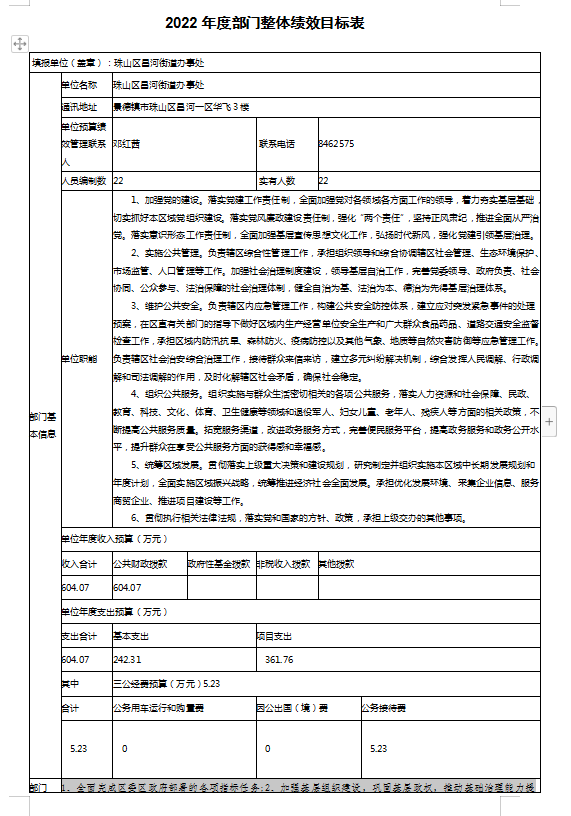 2022 年度部门整体绩效目标表
填报单位（盖章）：珠山区昌河街道办事处
单位名称 珠山区昌河街道办事处
通讯地址 景德镇市珠山区昌河一区华飞 3 楼
单位预算绩
效管理联系 邓红茜 联系电话 8462575
人
人员编制数 22 实有人数 22
1、加强党的建设。落实党建工作责任制，全面加强党对各领域各方面工作的领导，着力夯实基层基础，
切实抓好本区域党组织建设。落实党风廉政建设责任制，强化“两个责任”，坚持正风肃纪，推进全面从严治
党。落实意识形态工作责任制，全面加强基层宣传思想文化工作，弘扬时代新风，强化党建引领基层治理。
2、实施公共管理。负责辖区综合性管理工作，承担组织领导和综合协调辖区社会管理、生态环境保护、
市场监管、人口管理等工作。加强社会治理制度建设，领导基层自治工作，完善党委领导、政府负责、社会
协同、公众参与、法治保障的社会治理体制，健全自治为基、法治为本、德治为先得基层治理体系。
3、维护公共安全。负责辖区内应急管理工作，构建公共安全防控体系，建立应对突发紧急事件的处理
预案，在区直有关部门的指导下做好区域内生产经营单位安全生产和广大群众食品药品、道路交通安全监督
检查工作，承担区域内防汛抗旱、森林防火、疫病防控以及其他气象、地质等自然灾害防御等应急管理工作。
单位职能 负责辖区社会治安综合治理工作，接待群众来信来访，建立多元纠纷解决机制，综合发挥人民调解、行政调
解和司法调解的作用，及时化解辖区社会矛盾，确保社会稳定。
4、组织公共服务。组织实施与群众生活密切相关的各项公共服务，落实人力资源和社会保障、民政、
部门基 教育、科技、文化、体育、卫生健康等领域和退役军人、妇女儿童、老年人、残疾人等方面的相关政策，不
本信息 断提高公共服务质量。拓宽服务渠道，改进政务服务方式，完善便民服务平台，提高政务服务和政务公开水
平，提升群众在享受公共服务方面的获得感和幸福感。
5、统筹区域发展。贯彻落实上级重大决策和建设规划，研究制定并组织实施本区域中长期发展规划和
年度计划，全面实施区域振兴战略，统筹推进经济社会全面发展。承担优化发展环境、采集企业信息、服务
商贸企业、推进项目建设等工作。
6、贯彻执行相关法律法规，落实党和国家的方针、政策，承担上级交办的其他事项。
单位年度收入预算（万元）
收入合计 公共财政拨款 政府性基金拨款 非税收入拨款 其他拨款
604.07 604.07
单位年度支出预算（万元）
支出合计 基本支出 项目支出
604.07 242.31 361.76
其中 三公经费预算（万元）5.23
合计 公务用车运行和购置费 因公出国（境）费 公务接待费
5.23 0 0 5.23
部门 1、全面完成区委区政府部署的各项指标任务;2、加强基层组织建设，巩固基层政权，推动基础治理能力提